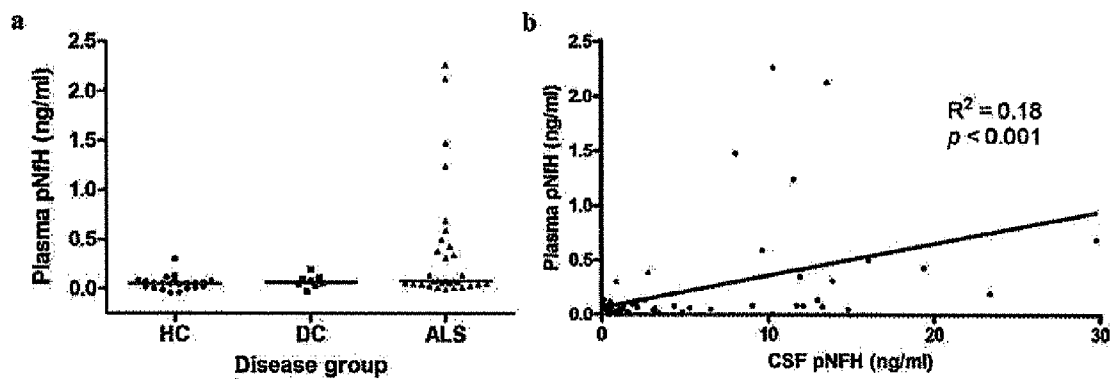 a
Plasma pNfH (ng/ml)
2.5
2.0
1.5
1.0
0.5
0.0
HC DC ALS
Disease group
b
Plasma pNfH (ng/ml)
2.5
2.0
1.5
1.0
0.5
0.0
R² = 0.18
p < 0.001
0 10 20 30
CSF pNFH (ng/ml)